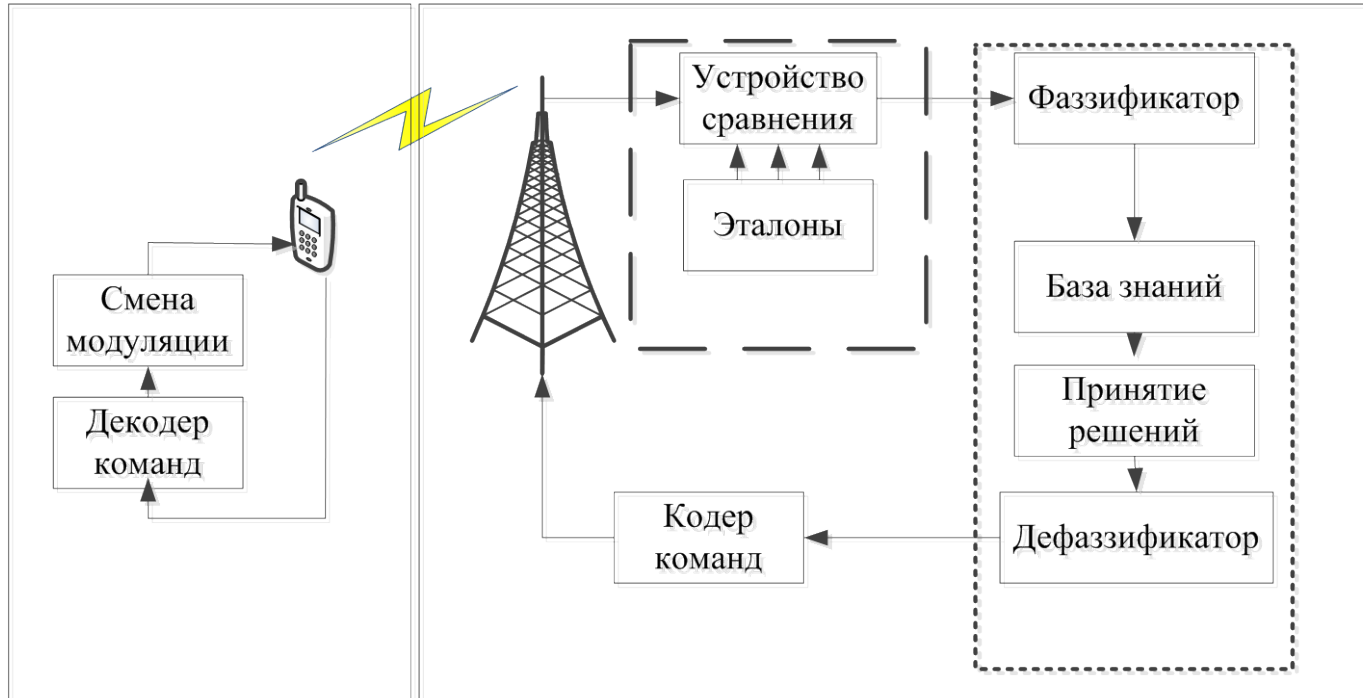 Устройство
сравнения
Фаззификатор
Эталоны
База знаний
Смена
модуляции
Принятие
решений
Декодер
команд
Кодер
команд
Дефаззификатор